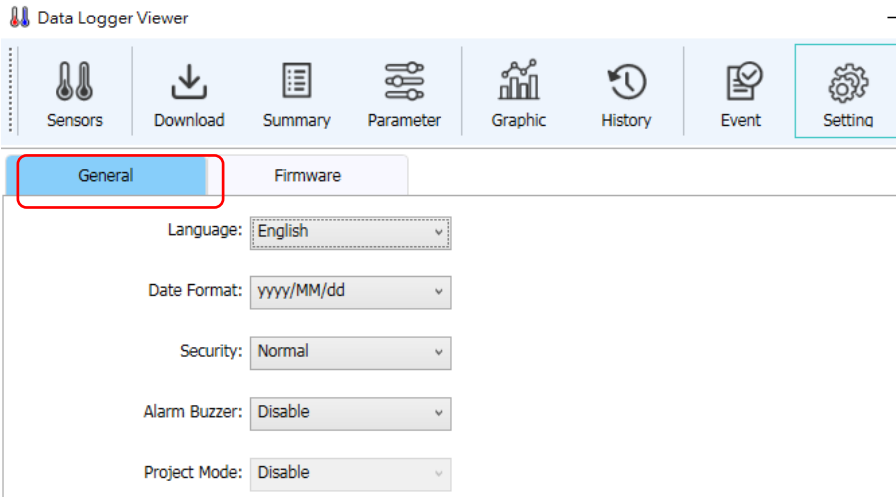 Data Logger Viewer
Sensors Download Summary Parameter Graphic History Event Setting
General Firmware
Language: English
Date Format: yyyy/MM/dd
Security: Normal
Alarm Buzzer: Disable
Project Mode: Disable